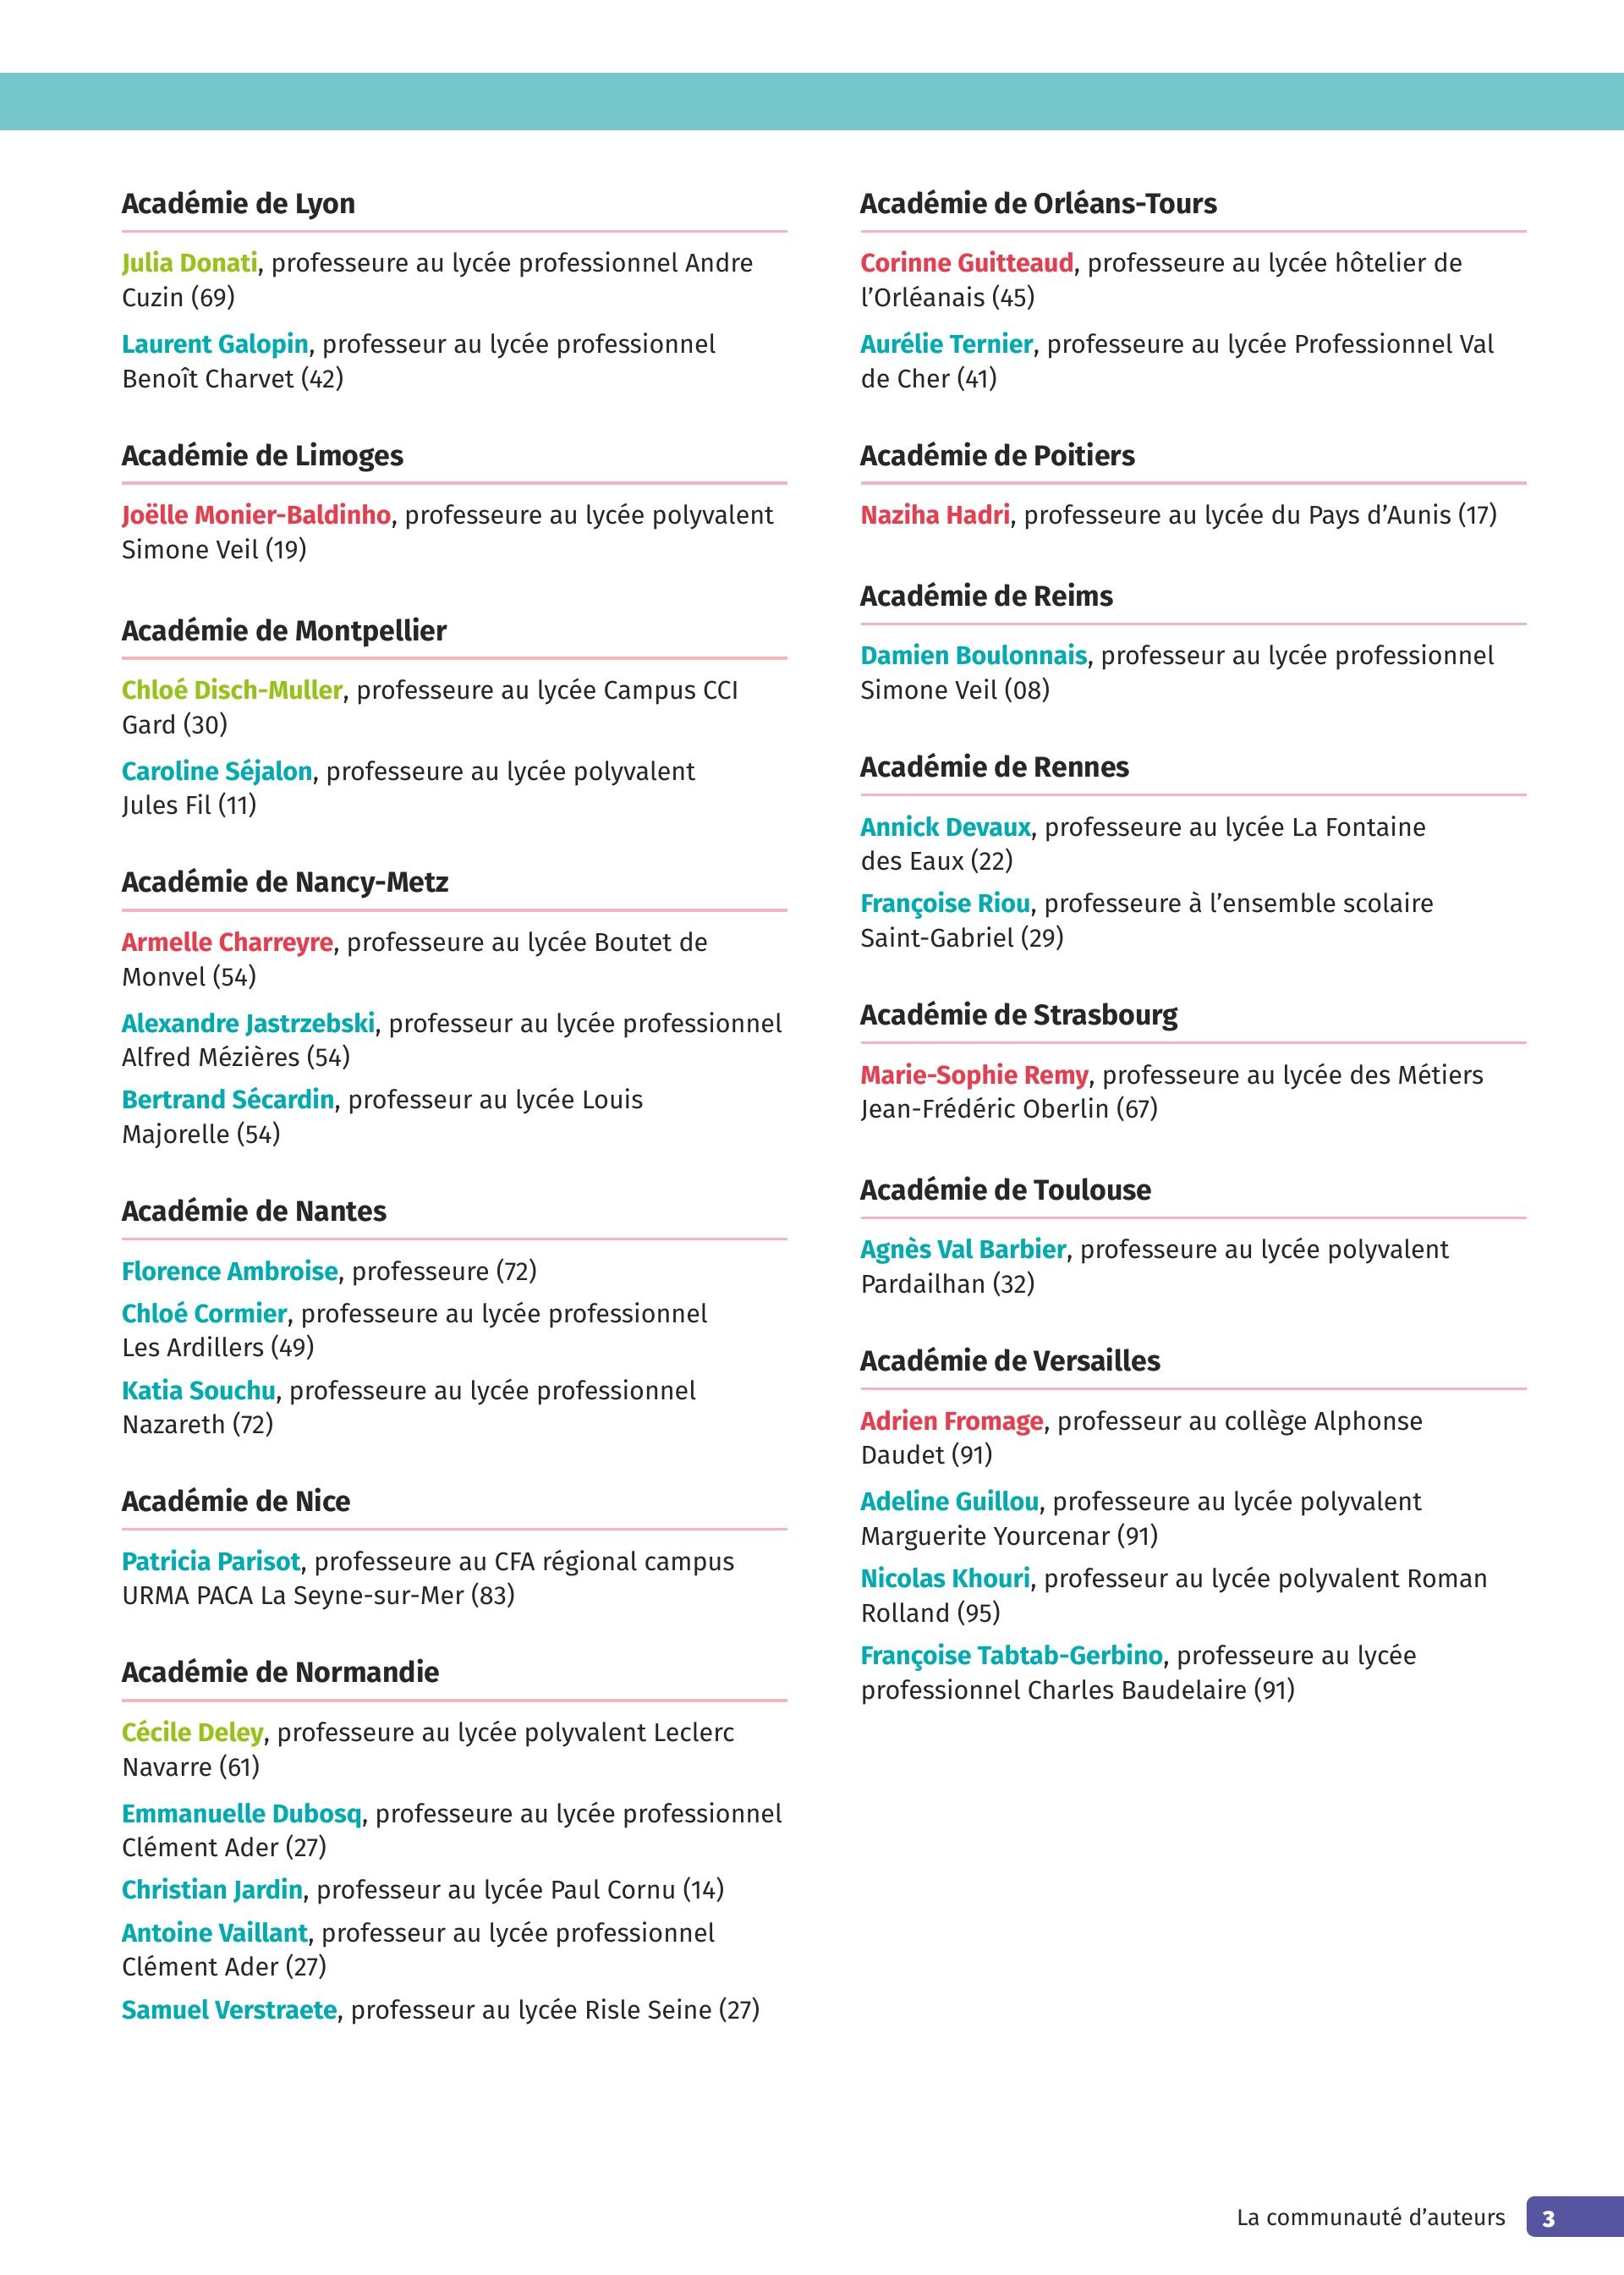 Académie de Lyon
Julia Donati, professeure au lycée professionnel Andre
Cuzin (69)
Laurent Galopin, professeur au lycée professionnel
Benoît Charvet (42)
Académie de Limoges
Joëlle Monier-Baldinho, professeure au lycée polyvalent
Simone Veil (19)
Académie de Montpellier
Chloé Disch-Muller, professeure au lycée Campus CCI
Gard (30)
Caroline Séjalon, professeure au lycée polyvalent
Jules Fil (11)
Académie de Nancy-Metz
Armelle Charreyre, professeure au lycée Boutet de
Monvel (54)
Alexandre Jastrzebski, professeur au lycée professionnel
Alfred Mézières (54)
Bertrand Sécardin, professeur au lycée Louis
Majorelle (54)
Académie de Nantes
Florence Ambroise, professeure (72)
Chloé Cormier, professeure au lycée professionnel
Les Ardillers (49)
Katia Souchu, professeure au lycée professionnel
Nazareth (72)
Académie de Nice
Patricia Parisot, professeure au CFA régional campus
URMA PACA La Seyne-sur-Mer (83)
Académie de Normandie
Cécile Deley, professeure au lycée polyvalent Leclerc
Navarre (61)
Emmanuelle Dubosq, professeure au lycée professionnel
Clément Ader (27)
Christian Jardin, professeur au lycée Paul Cornu (14)
Antoine Vaillant, professeur au lycée professionnel
Clément Ader (27)
Samuel Verstraete, professeur au lycée Risle Seine (27)
Académie de Orléans-Tours
Corinne Guitteaud, professeure au lycée hôtelier de
l’Orléanais (45)
Aurélie Ternier, professeure au lycée Professionnel Val
de Cher (41)
Académie de Poitiers
Naziha Hadri, professeure au lycée du Pays d’Aunis (17)
Académie de Reims
Damien Boulonnais, professeur au lycée professionnel
Simone Veil (08)
Académie de Rennes
Annick Devaux, professeure au lycée La Fontaine
des Eaux (22)
Françoise Riou, professeure à l’ensemble scolaire
Saint-Gabriel (29)
Académie de Strasbourg
Marie-Sophie Remy, professeure au lycée des Métiers
Jean-Frédéric Oberlin (67)
Académie de Toulouse
Agnès Val Barbier, professeure au lycée polyvalent
Pardailhan (32)
Académie de Versailles
Adrien Fromage, professeur au collège Alphonse
Daudet (91)
Adeline Guillou, professeure au lycée polyvalent
Marguerite Yourcenar (91)
Nicolas Khouri, professeur au lycée polyvalent Roman
Rolland (95)
Françoise Tabtab-Gerbino, professeure au lycée
professionnel Charles Baudelaire (91)
La communauté d’auteurs 3